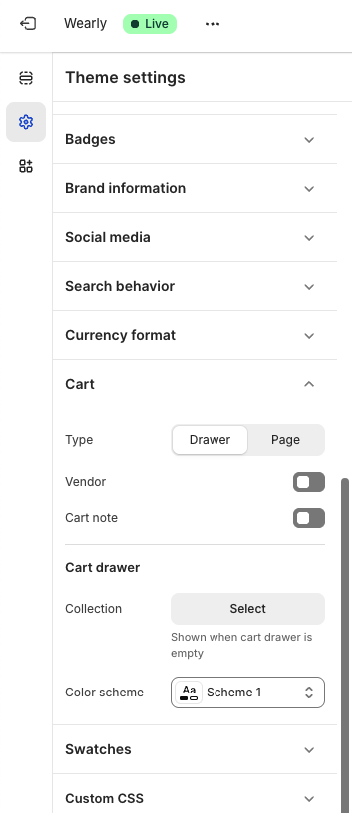 Wearly
Live
Theme settings
Badges
Brand information
Social media
Search behavior
Currency format
Cart
Type Drawer Page
Vendor
Cart note
Cart drawer
Collection Select
Shown when cart drawer is
empty
Color scheme Aa Scheme 1
Swatches
Custom CSS